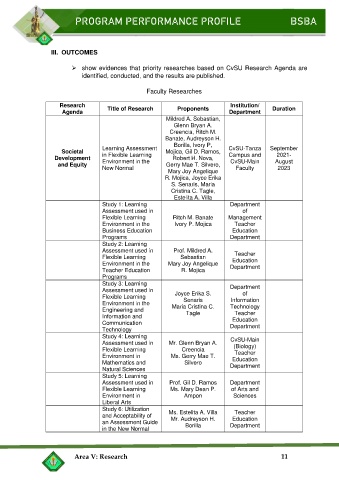 PROGRAM PERFORMANCE PROFILE BSBA
III. OUTCOMES
➢ show evidences that priority researches based on CvSU Research Agenda are
identified, conducted, and the results are published.
Faculty Researches
Research Agenda | Title of Research | Proponents | Institution/ Department | Duration
Societal
Development
and Equity
Learning Assessment
in Flexible Learning
Environment in the
New Normal
Mildred A. Sebastian,
Glenn Bryan A.
Creencia, Ritch M.
Banate, Audreyson H.
Borilla, Ivory P.
Mojica, Gil D. Ramos,
Robert H. Nova,
Gerry Mae T. Silvero,
Mary Joy Angelique
R. Mojica, Joyce Erika
S. Senaris, Maria
Cristina C. Tagle,
Estelita A. Villa
CvSU-Tanza
Campus and
CvSU-Main
Faculty
September
2021-
August
2023
Study 1: Learning
Assessment used in
Flexible Learning
Environment in the
Business Education
Programs
Ritch M. Banate
Ivory P. Mojica
Department
of
Management
Teacher
Education
Department
Study 2: Learning
Assessment used in
Flexible Learning
Environment in the
Teacher Education
Programs
Prof. Mildred A.
Sebastian
Mary Joy Angelique
R. Mojica
Teacher
Education
Department
Study 3: Learning
Assessment used in
Flexible Learning
Environment in the
Engineering and
Information and
Communication
Technology
Joyce Erika S.
Senaris
Maria Cristina C.
Tagle
Department
of
Information
Technology
Teacher
Education
Department
Study 4: Learning
Assessment used in
Flexible Learning
Environment in
Mathematics and
Natural Sciences
Mr. Glenn Bryan A.
Creencia
Ms. Gerry Mae T.
Silvero
CvSU-Main
(Biology)
Teacher
Education
Department
Study 5: Learning
Assessment used in
Flexible Learning
Environment in
Liberal Arts
Prof. Gil D. Ramos
Ms. Mary Dean P.
Ampon
Department
of Arts and
Sciences
Study 6: Utilization
and Acceptability of
an Assessment Guide
in the New Normal
Ms. Estelita A. Villa
Mr. Audreyson H.
Borilla
Teacher
Education
Department
Area V: Research 11